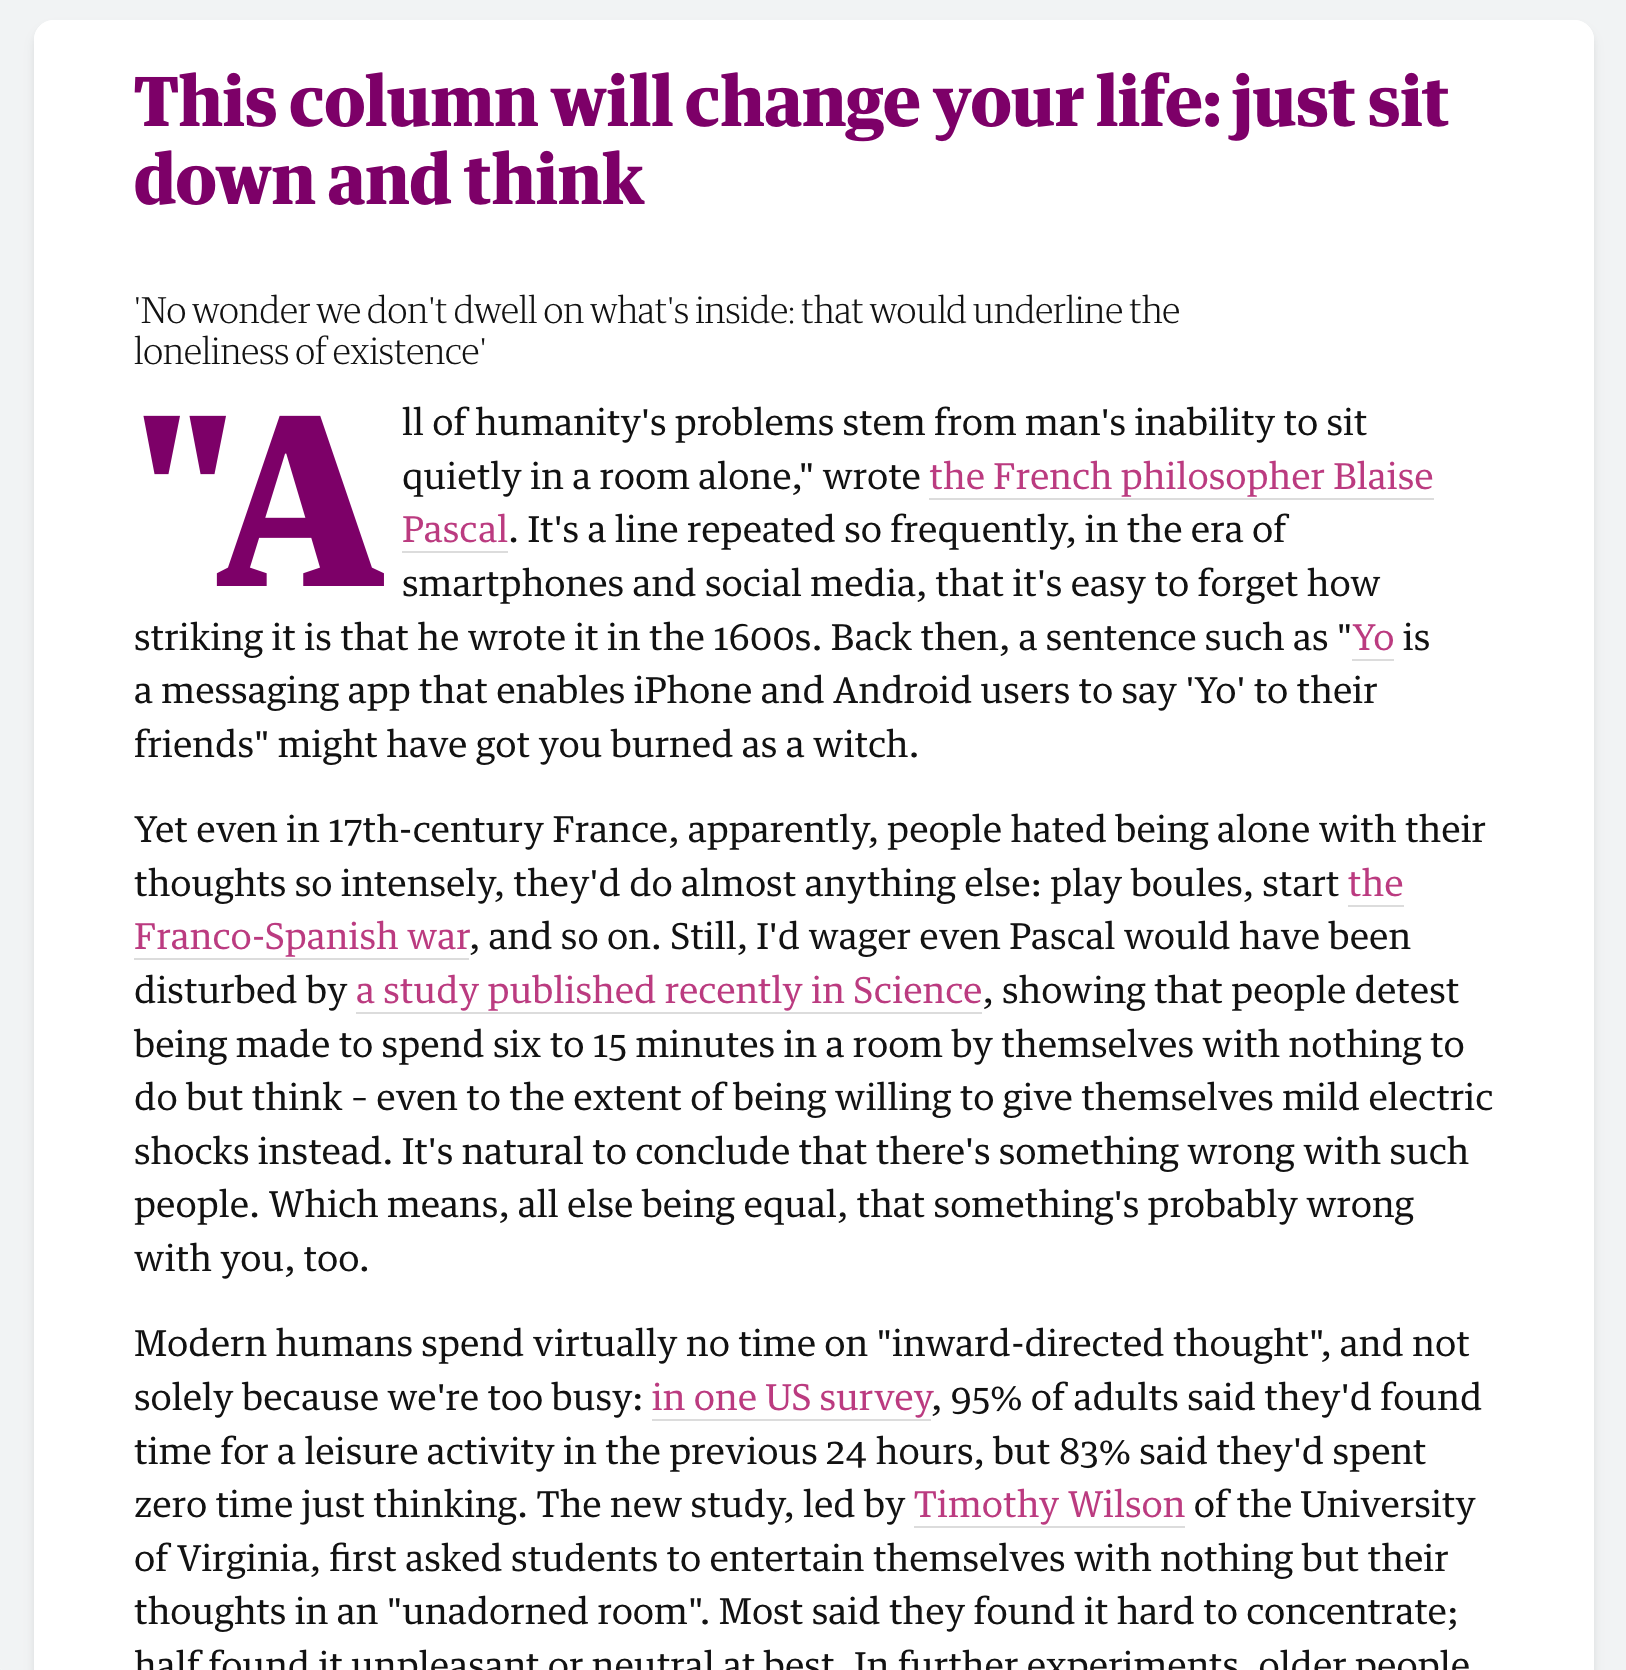 This column will change your life: just sit
down and think
'No wonder we don't dwell on what's inside: that would underline the
loneliness of existence'
"All of humanity's problems stem from man's inability to sit
quietly in a room alone," wrote the French philosopher Blaise
Pascal. It's a line repeated so frequently, in the era of
smartphones and social media, that it's easy to forget how
striking it is that he wrote it in the 1600s. Back then, a sentence such as "Yo is
a messaging app that enables iPhone and Android users to say 'Yo' to their
friends" might have got you burned as a witch.
Yet even in 17th-century France, apparently, people hated being alone with their
thoughts so intensely, they'd do almost anything else: play boules, start the
Franco-Spanish war, and so on. Still, I'd wager even Pascal would have been
disturbed by a study published recently in Science, showing that people detest
being made to spend six to 15 minutes in a room by themselves with nothing to
do but think – even to the extent of being willing to give themselves mild electric
shocks instead. It's natural to conclude that there's something wrong with such
people. Which means, all else being equal, that something's probably wrong
with you, too.
Modern humans spend virtually no time on "inward-directed thought", and not
solely because we're too busy: in one US survey, 95% of adults said they'd found
time for a leisure activity in the previous 24 hours, but 83% said they'd spent
zero time just thinking. The new study, led by Timothy Wilson of the University
of Virginia, first asked students to entertain themselves with nothing but their
thoughts in an "unadorned room". Most said they found it hard to concentrate;
half found it unpleasant or neutral at best. In further experiments, older people